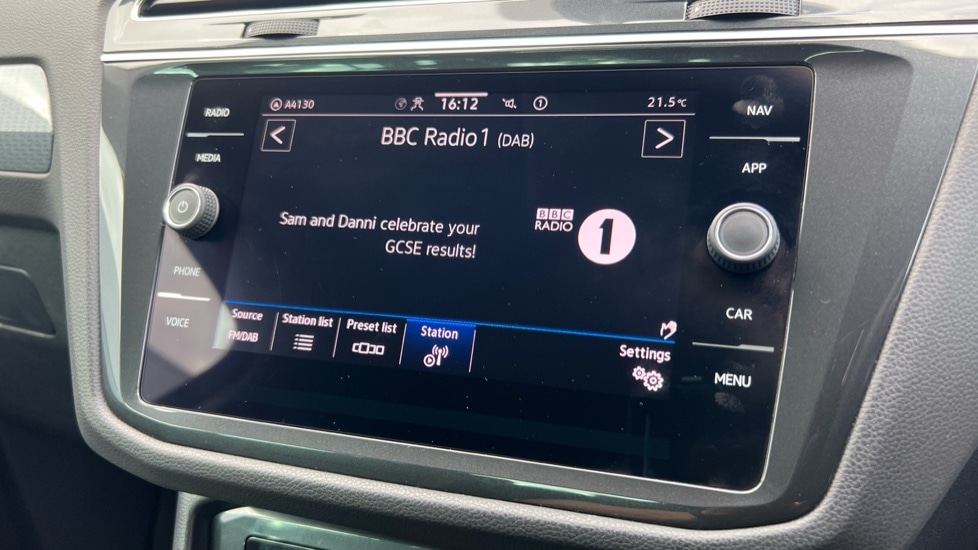 RADIO
MEDIA
PHONE
VOICE
A4130
16:12
1
21.5°C
<
BBC Radio 1 (DAB)
>
Sam and Danni celebrate your
GCSE results!
BBC
RADIO
1
Source
FM/DAB
Station list
Preset list
Station
Settings
NAV
APP
CAR
MENU